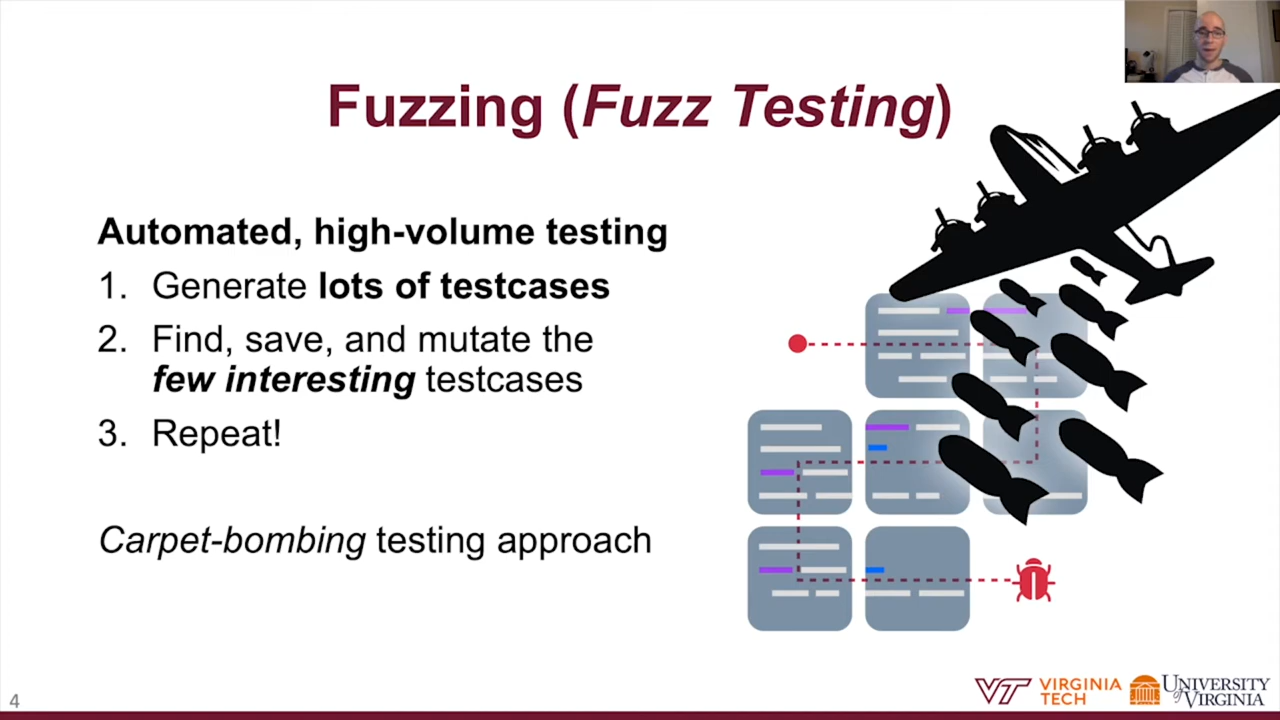 Fuzzing (Fuzz Testing)
Automated, high-volume testing
1. Generate lots of testcases
2. Find, save, and mutate the
few interesting testcases
3. Repeat!
Carpet-bombing testing approach
4
VT VIRGINIA
TECH
UNIVERSITY
of VIRGINIA